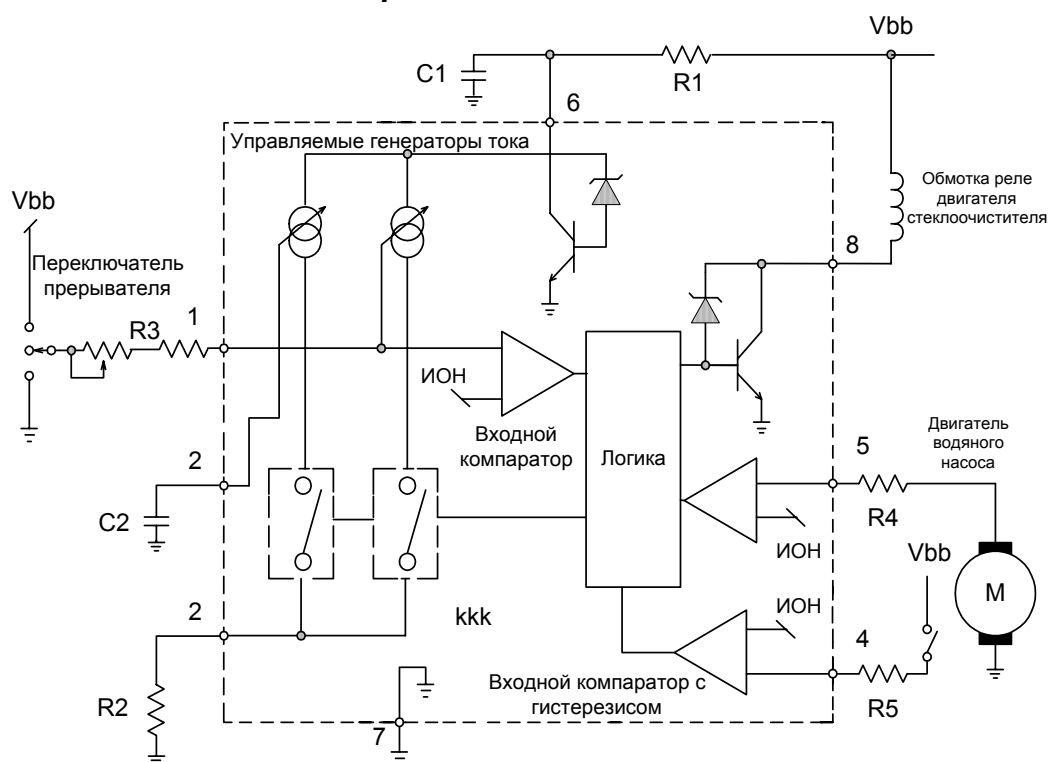 Vbb
C1
R1
6
Управляемые генераторы тока
Vbb
Обмотка реле
двигателя
стеклоочистителя
8
Переключатель
прерывателя
R3
1
ИОН
Входной
компаратор
Логика
Двигатель
водяного
насоса
5
R4
ИОН
2
C2
Vbb
M
2
kkk
ИОН
4
R5
Входной компаратор с
гистерезисом
R2
7